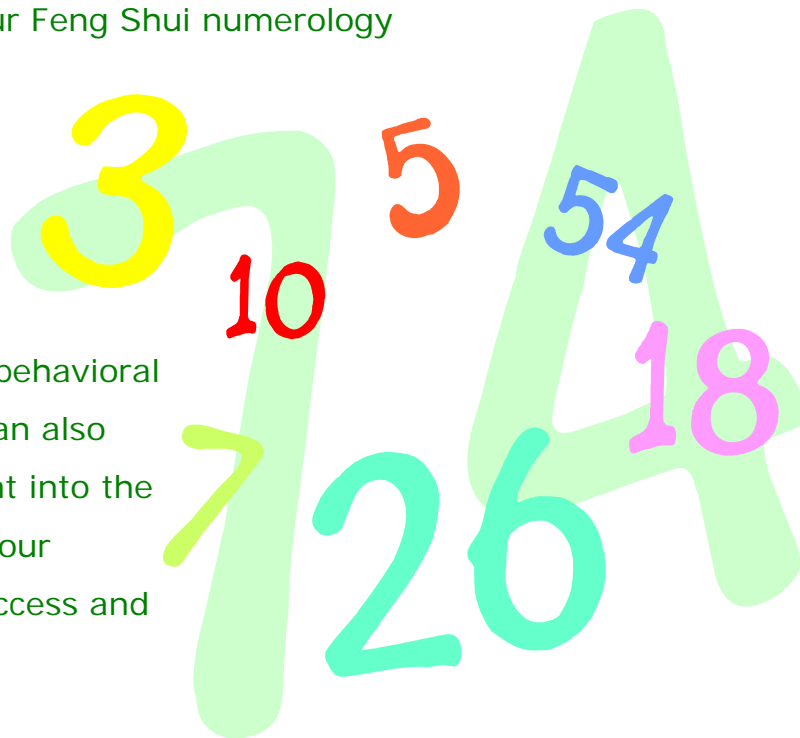 ur Feng Shui numerology
3
5
54
10
74
18
behavioral
an also
7
26
t into the
our
ccess and